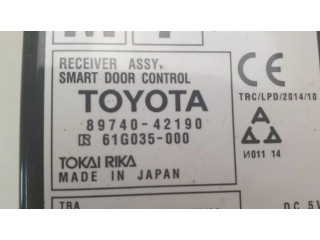 RECEIVER ASSY,
SMART DOOR CONTROL
TOYOTA
89740-42190
61G035-000
TOKAI RIKA
MADE IN JAPAN
CE
TRC/LPD/2014/10
И011 14
TRA
DC 5V